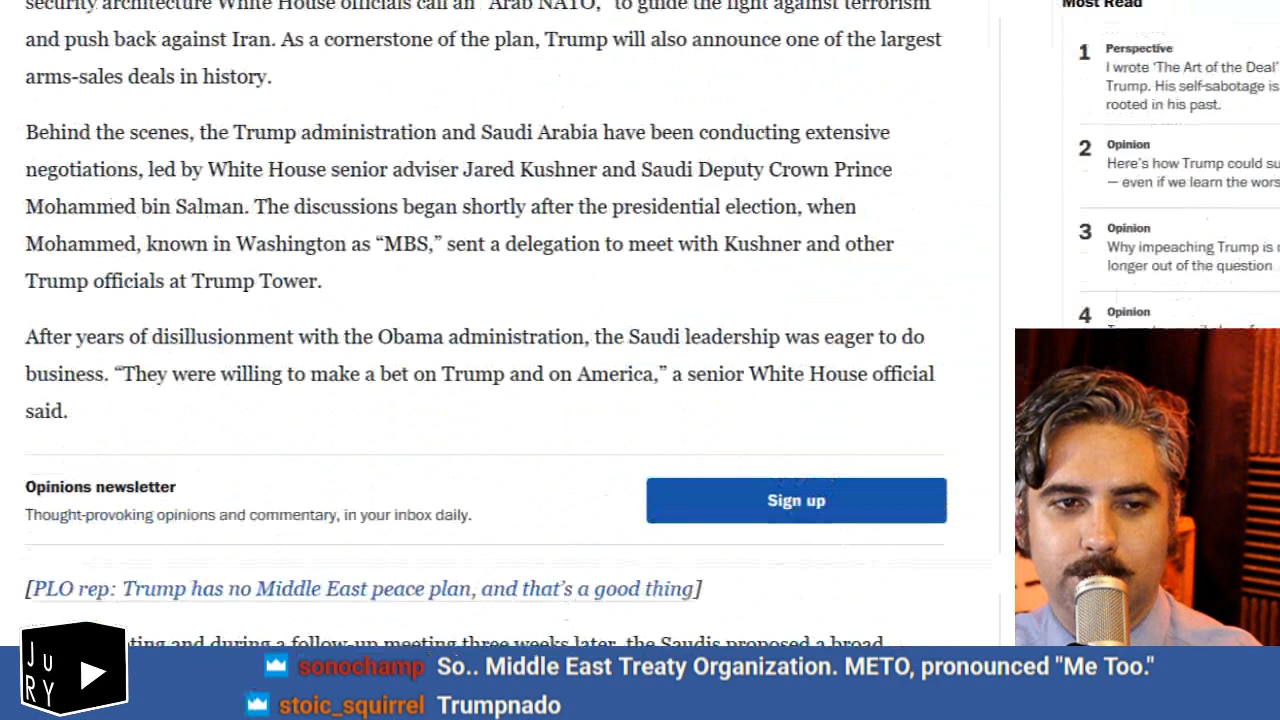 security architecture White House officials call an "Arab NATO," to guide the fight against terrorism
and push back against Iran. As a cornerstone of the plan, Trump will also announce one of the largest
arms-sales deals in history.
Behind the scenes, the Trump administration and Saudi Arabia have been conducting extensive
negotiations, led by White House senior adviser Jared Kushner and Saudi Deputy Crown Prince
Mohammed bin Salman. The discussions began shortly after the presidential election, when
Mohammed, known in Washington as “MBS,” sent a delegation to meet with Kushner and other
Trump officials at Trump Tower.
After years of disillusionment with the Obama administration, the Saudi leadership was eager to do
business. “They were willing to make a bet on Trump and on America,” a senior White House official
said.
Opinions newsletter
Thought-provoking opinions and commentary, in your inbox daily.
Sign up
[PLO rep: Trump has no Middle East peace plan, and that’s a good thing]
and during a follow-up meeting three weeks later, the Saudis proposed a broad
Most Read
1 Perspective
I wrote ‘The Art of the Deal’
Trump. His self-sabotage is
rooted in his past.
2 Opinion
Here’s how Trump could
— even if we learn the
3 Opinion
Why impeaching Trump is
longer out of the question
4 Opinion
JURY
sonochamp So.. Middle East Treaty Organization. METO, pronounced "Me Too."
stoic_squirrel Trumpnado